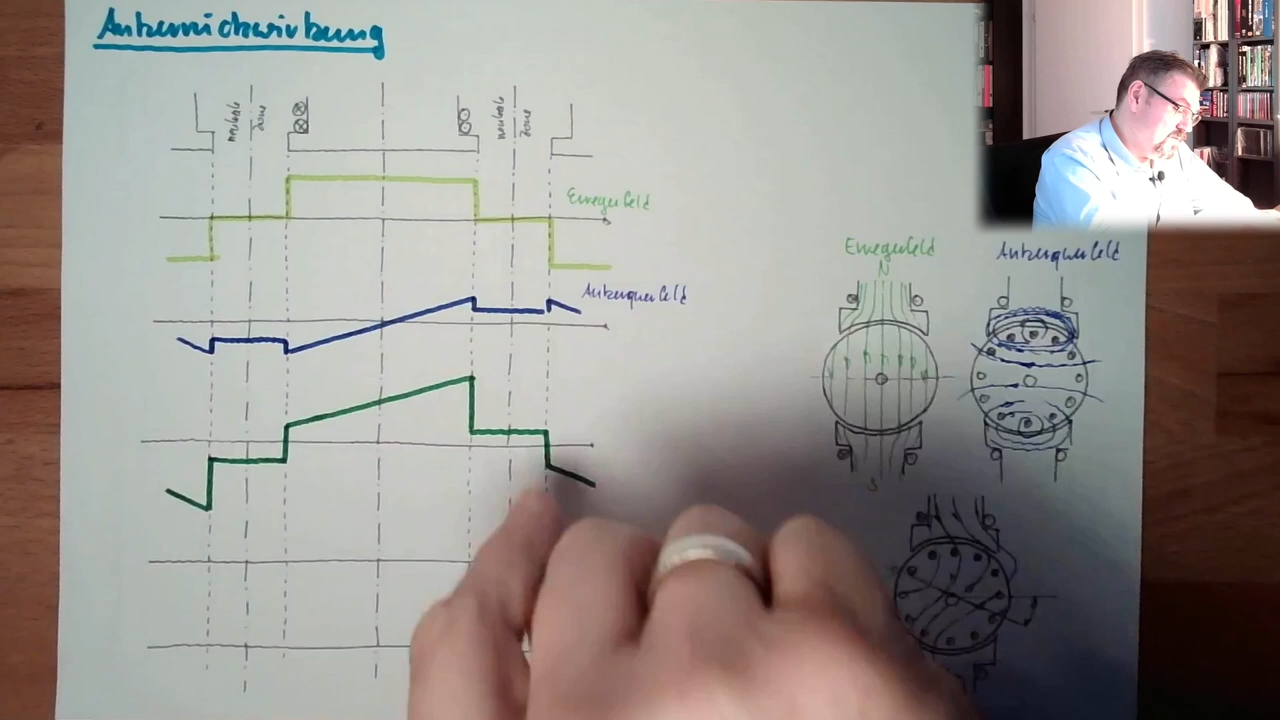 Ankerrückwirkung
neutrale
Zone
neutrale
Zone
Erregerfeld
Ankerquerfeld
Erregerfeld
N
S
Ankerquerfeld